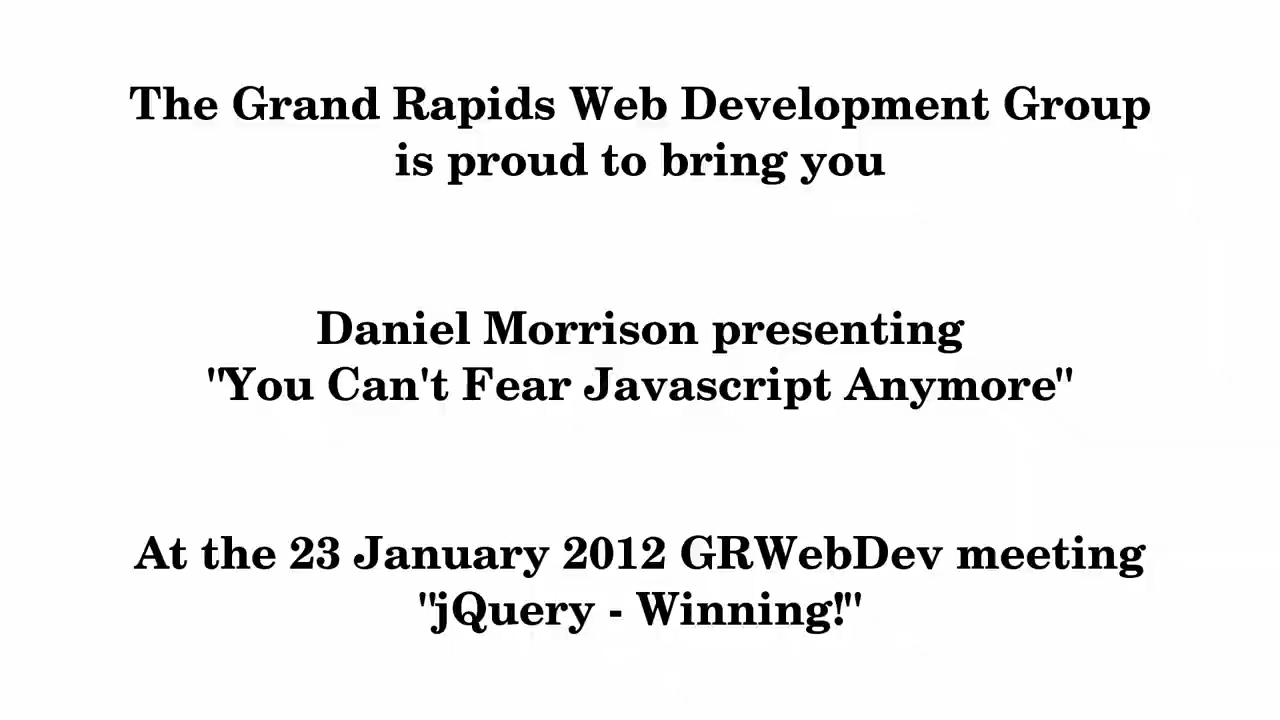 The Grand Rapids Web Development Group
is proud to bring you
Daniel Morrison presenting
"You Can't Fear Javascript Anymore"
At the 23 January 2012 GRWebDev meeting
"jQuery - Winning!"